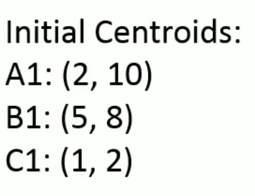 Initial Centroids:
A1: (2, 10)
B1: (5, 8)
C1: (1, 2)